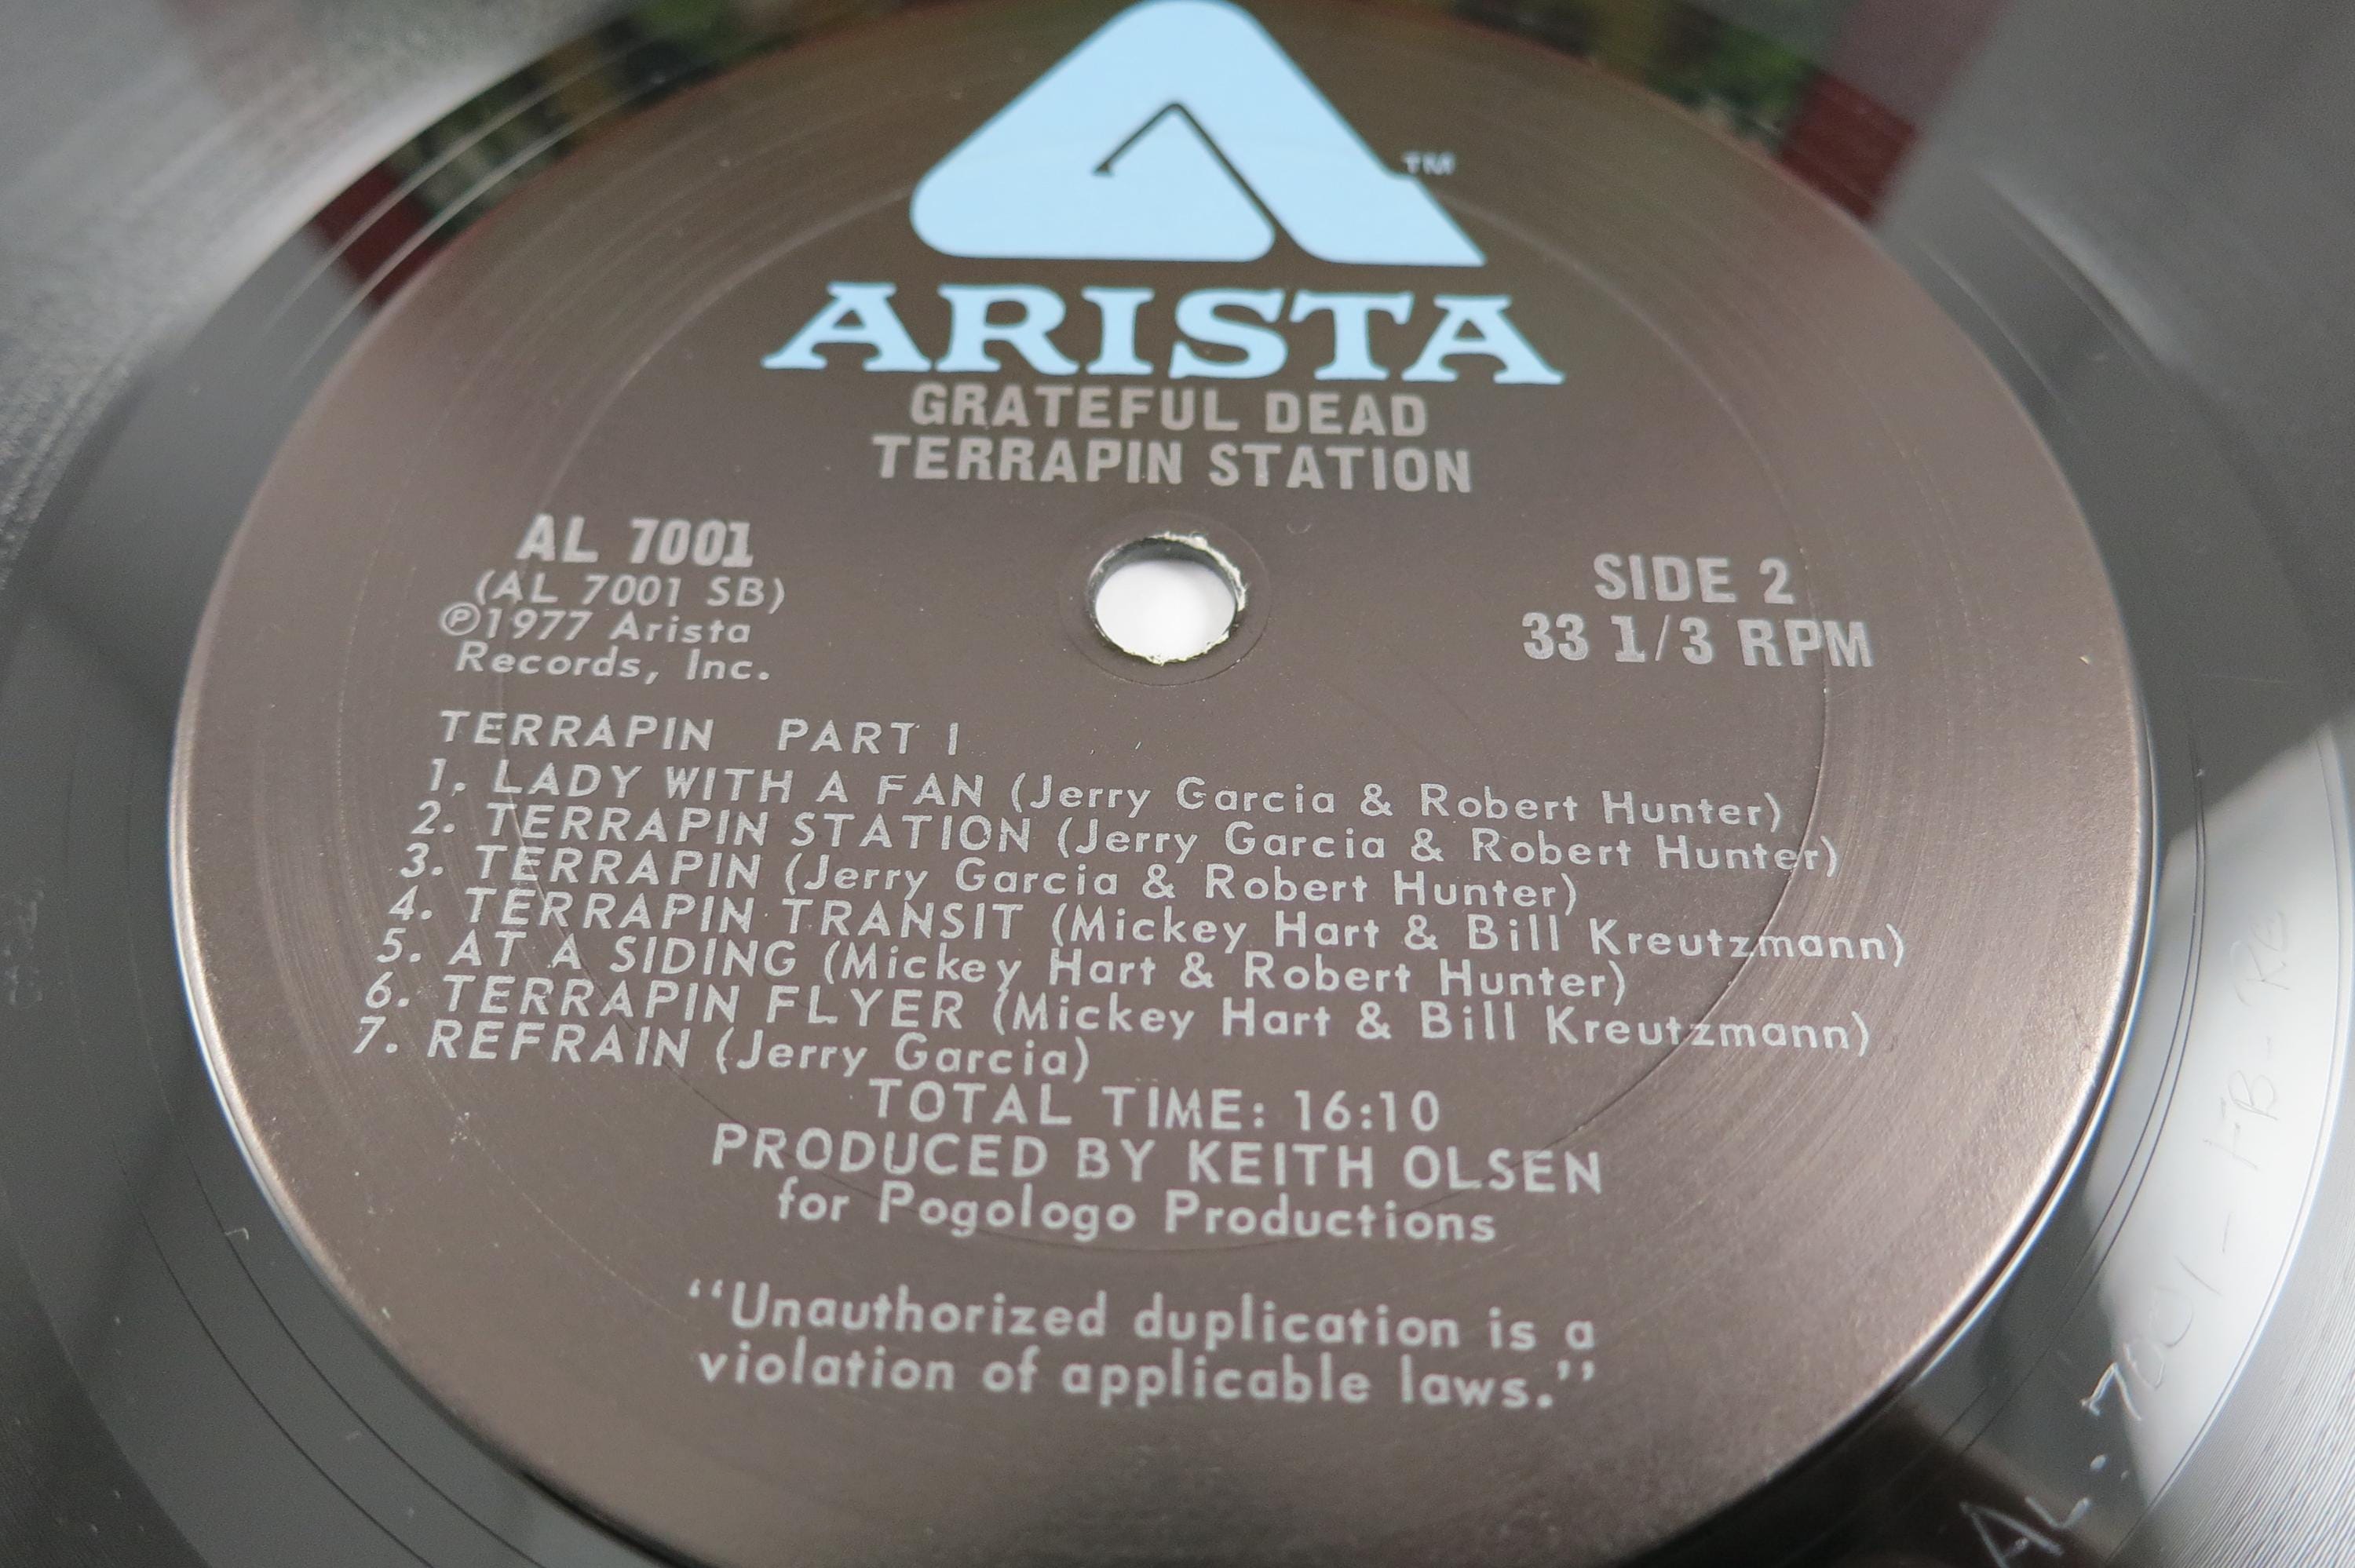 TM
ARISTA
GRATEFUL DEAD
TERRAPIN STATION
AL 7001
(AL 7001 SB)
℗1977 Arista
Records, Inc.
SIDE 2
33 1/3 RPM
TERRAPIN PART I
1. LADY WITH A FAN (Jerry Garcia & Robert Hunter)
2. TERRAPIN STATION (Jerry Garcia & Robert Hunter)
3. TERRAPIN (Jerry Garcia & Robert Hunter)
4. TERRAPIN TRANSIT (Mickey Hart & Bill Kreutzmann)
5. AT A SIDING (Mickey Hart & Robert Hunter)
6. TERRAPIN FLYER (Mickey Hart & Bill Kreutzmann)
7. REFRAIN (Jerry Garcia)
TOTAL TIME: 16:10
PRODUCED BY KEITH OLSEN
for Pogologo Productions
“Unauthorized duplication is a
violation of applicable laws.”
AL-7001